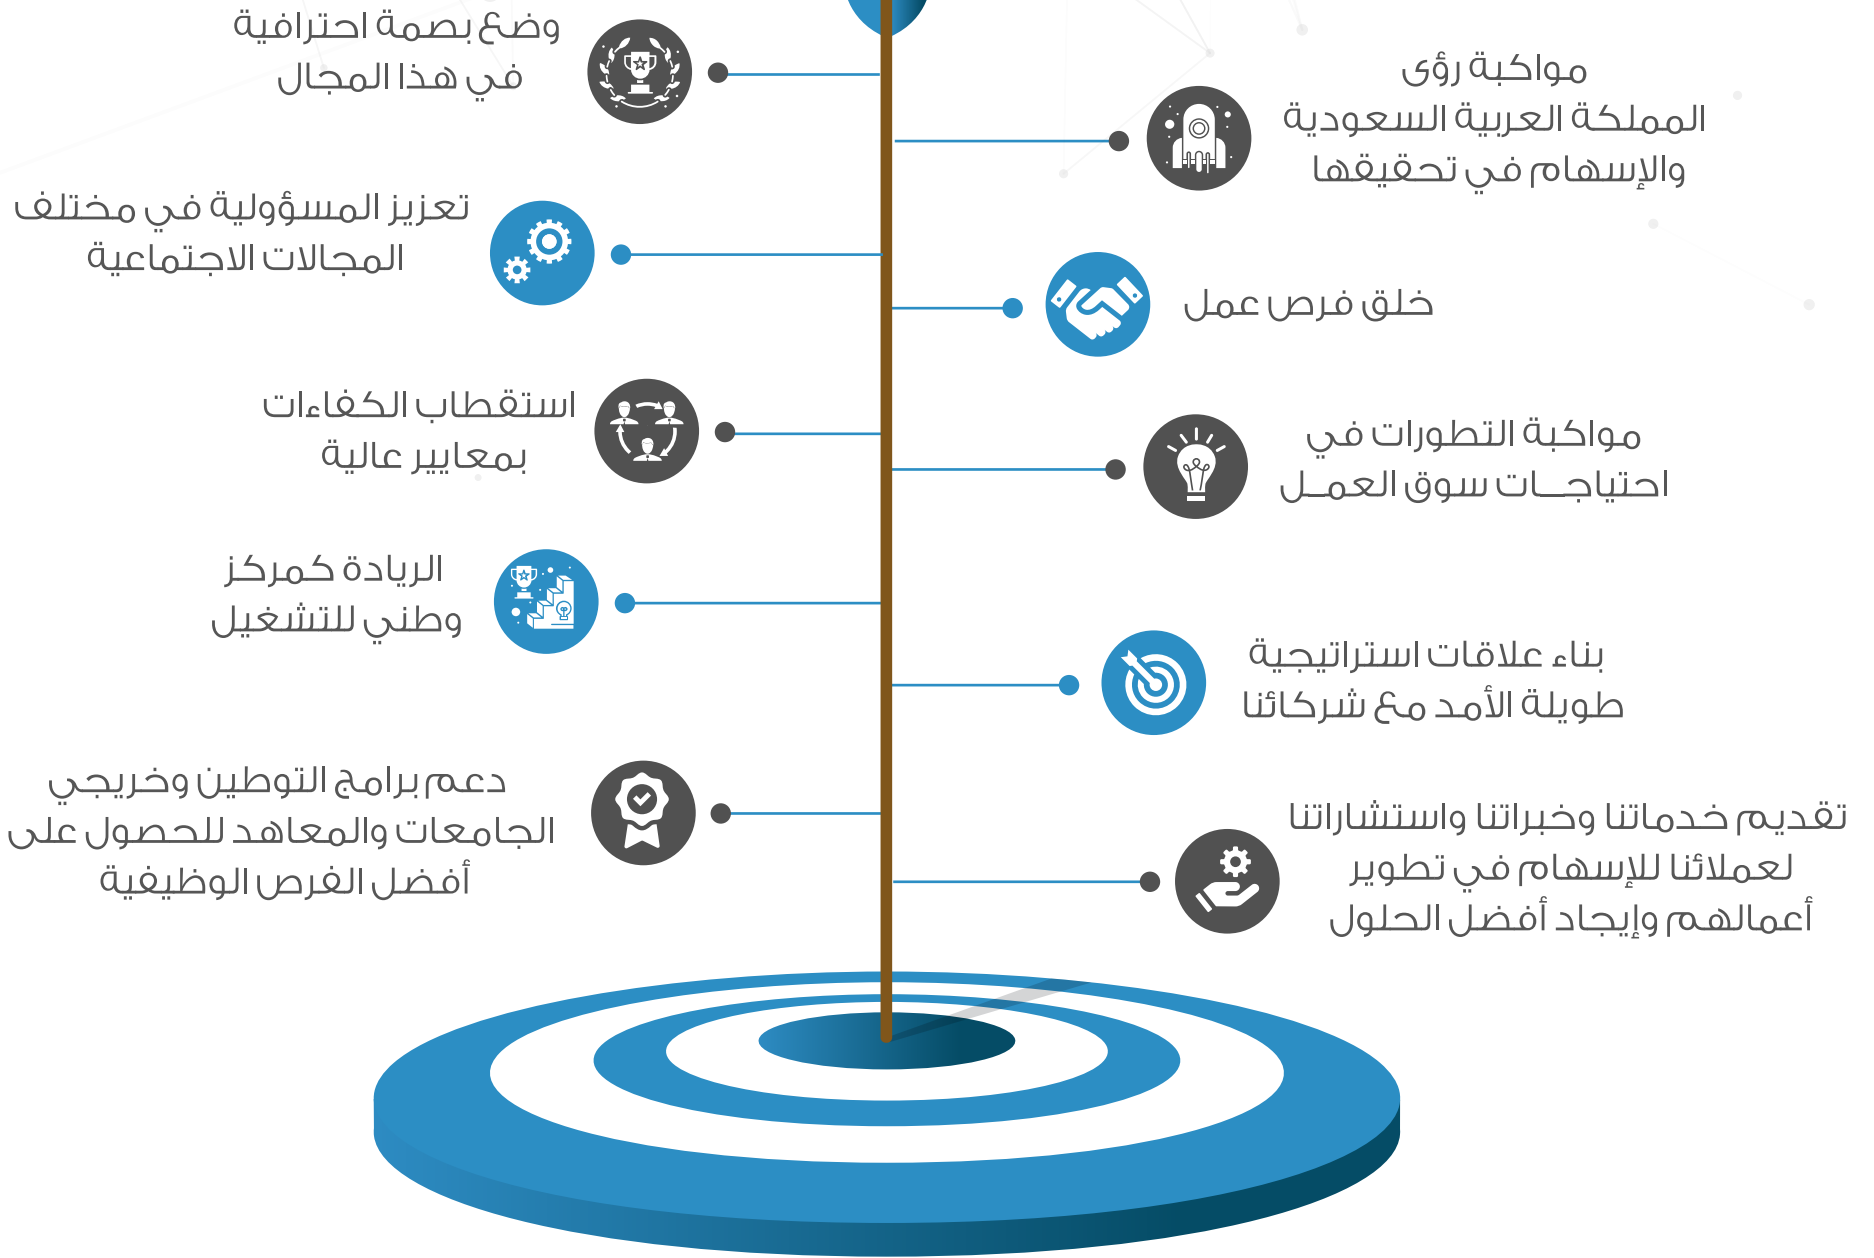 مواكبة رؤى
المملكة العربية السعودية
والإسهام في تحقيقها
خلق فرص عمل
مواكبة التطورات في
احتياجـــات سوق العمــل
بناء علاقات استراتيجية
طويلة الأمد مع شركائنا
تقديم خدماتنا وخبراتنا واستشاراتنا
لعملائنا للإسهام في تطوير
أعمالهم وإيجاد أفضل الحلول
وضع بصمة احترافية
في هذا المجال
تعزيز المسؤولية في مختلف
المجالات الاجتماعية
استقطاب الكفاءات
بمعايير عالية
الريادة كمركز
وطني للتشغيل
دعم برامج التوطين وخريجي
الجامعات والمعاهد للحصول على
أفضل الفرص الوظيفية